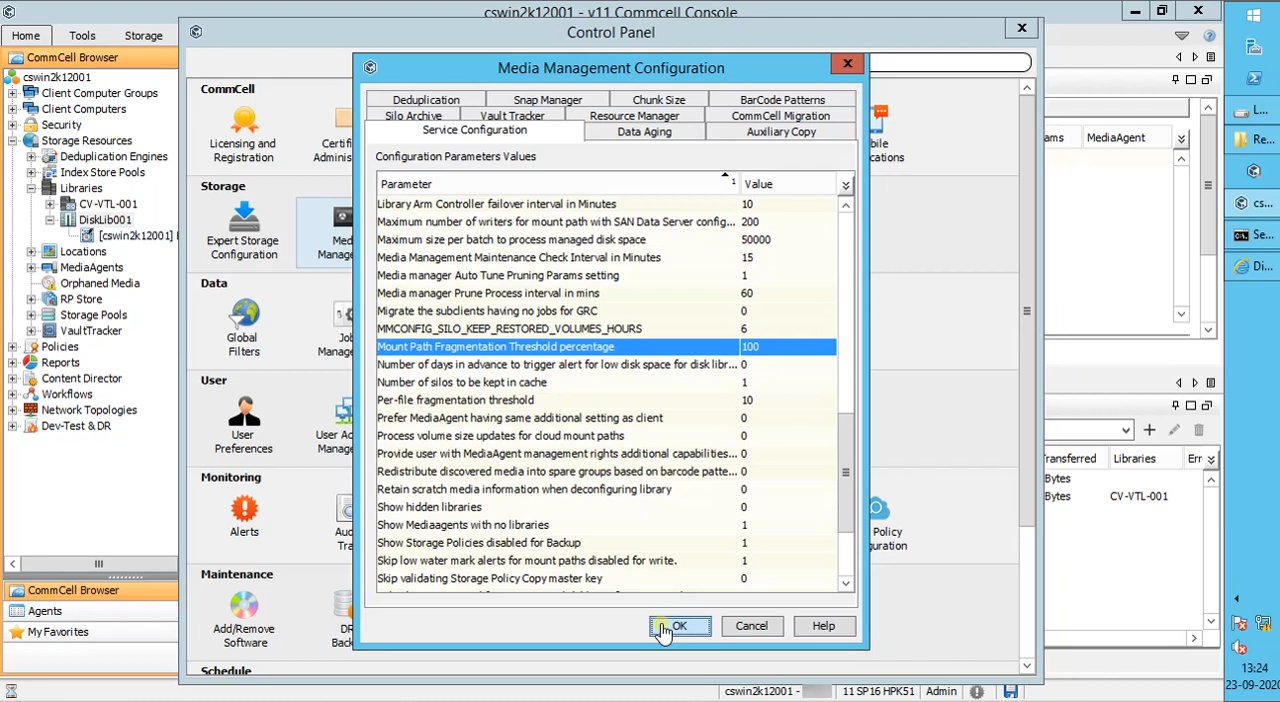 cswin2k12001 - v11 Commcell Console
Home Tools Storage
CommCell Browser
cswin2k12001
Client Computer Groups
Client Computers
Security
Storage Resources
Deduplication Engines
Index Store Pools
Libraries
CV-VTL-001
DiskLib001
[cswin2k12001]
Locations
MediaAgents
Orphaned Media
RP Store
Storage Pools
VaultTracker
Policies
Reports
Content Director
Workflows
Network Topologies
Dev-Test & DR
CommCell Browser
Agents
My Favorites
Control Panel
CommCell
Licensing and
Registration
Storage
Expert Storage
Configuration
Data
Global
Filters
User
User
Preferences
Monitoring
Alerts
Maintenance
Add/Remove
Software
Schedule
Media Management Configuration
Deduplication Snap Manager Chunk Size BarCode Patterns
Silo Archive Vault Tracker Resource Manager CommCell Migration
Service Configuration Data Aging Auxiliary Copy
Configuration Parameters Values
Parameter 1 Value
Library Arm Controller failover interval in Minutes 10
Maximum number of writers for mount path with SAN Data Server config... 200
Maximum size per batch to process managed disk space 50000
Media Management Maintenance Check Interval in Minutes 15
Media manager Auto Tune Pruning Params setting 1
Media manager Prune Process interval in mins 60
Migrate the subclients having no jobs for GRC 0
MMCONFIG_SILO_KEEP_RESTORED_VOLUMES_HOURS 6
Mount Path Fragmentation Threshold percentage 100
Number of days in advance to trigger alert for low disk space for disk libr... 0
Number of silos to be kept in cache 1
Per-file fragmentation threshold 10
Prefer MediaAgent having same additional setting as client 0
Process volume size updates for cloud mount paths 0
Provide user with MediaAgent management rights additional capabilities... 0
Redistribute discovered media into spare groups based on barcode patte... 0
Retain scratch media information when deconfiguring library 0
Show hidden libraries 0
Show Mediaagents with no libraries 1
Show Storage Policies disabled for Backup 1
Skip low water mark alerts for mount paths disabled for write. 1
Skip validating Storage Policy Copy master key 0
OK Cancel Help
MediaAgent
Libraries
Bytes
Bytes CV-VTL-001
cswin2k12001 - 11 SP16 HPK51 Admin
L...
Re...
cs...
Se...
Di...
13:24
23-09-2020